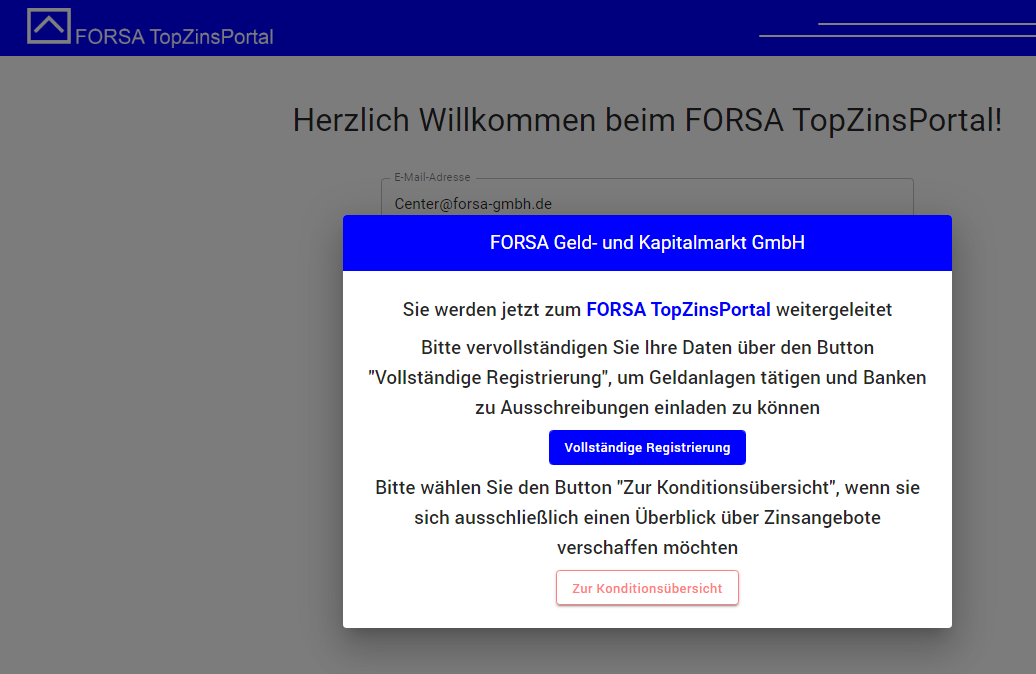 FORSA TopZinsPortal
Herzlich Willkommen beim FORSA TopZinsPortal!
E-Mail-Adresse
Center@forsa-gmbh.de
FORSA Geld- und Kapitalmarkt GmbH
Sie werden jetzt zum FORSA TopZinsPortal weitergeleitet
Bitte vervollständigen Sie Ihre Daten über den Button
"Vollständige Registrierung", um Geldanlagen tätigen und Banken
zu Ausschreibungen einladen zu können
Vollständige Registrierung
Bitte wählen Sie den Button "Zur Konditionsübersicht", wenn sie
sich ausschließlich einen Überblick über Zinsangebote
verschaffen möchten
Zur Konditionsübersicht